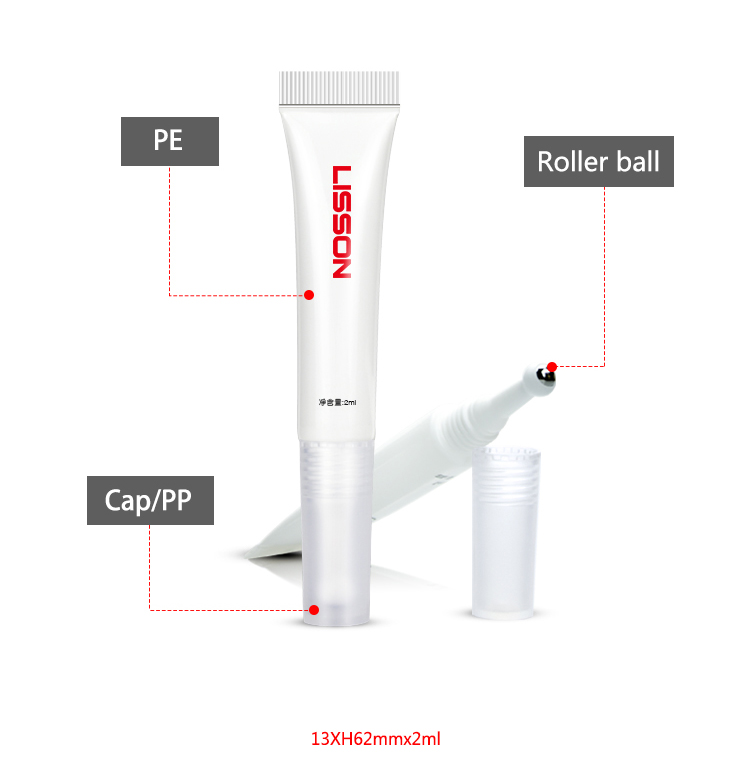 PE
Roller ball
LISSON
净含量:2ml
Cap/PP
13XH62mmx2ml